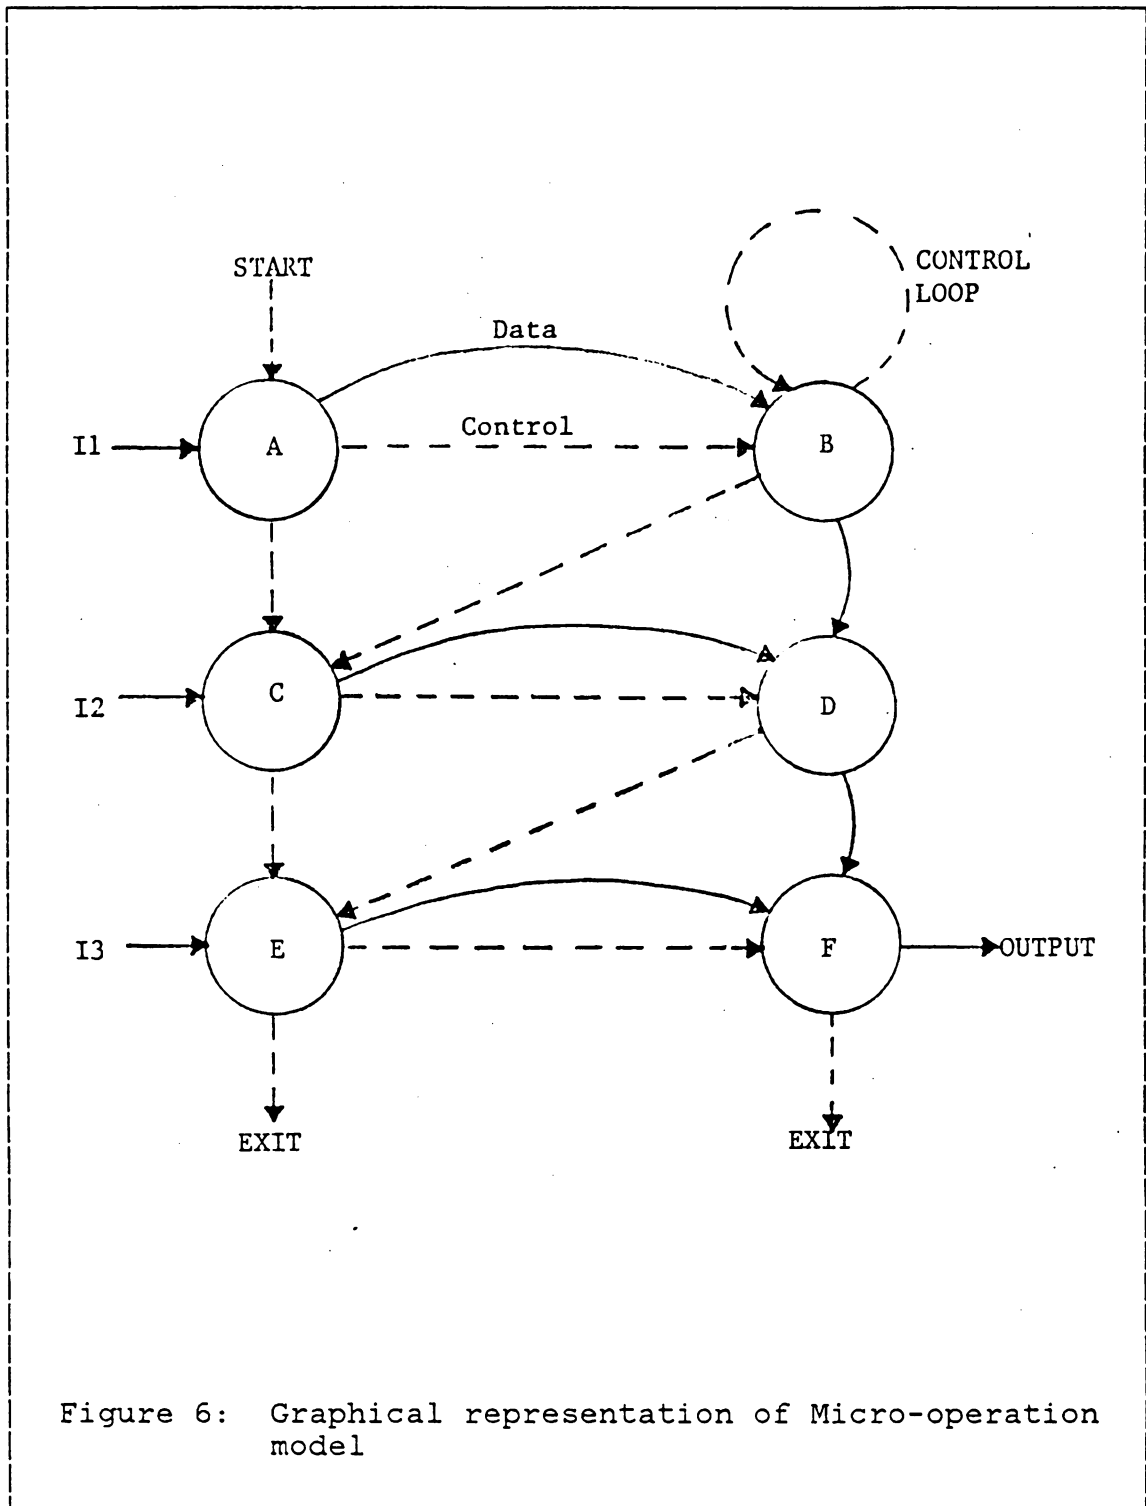 START
CONTROL
LOOP
Data
Control
I1
A
B
I2
C
D
I3
E
F
OUTPUT
EXIT
EXIT
Figure 6: Graphical representation of Micro-operation
model